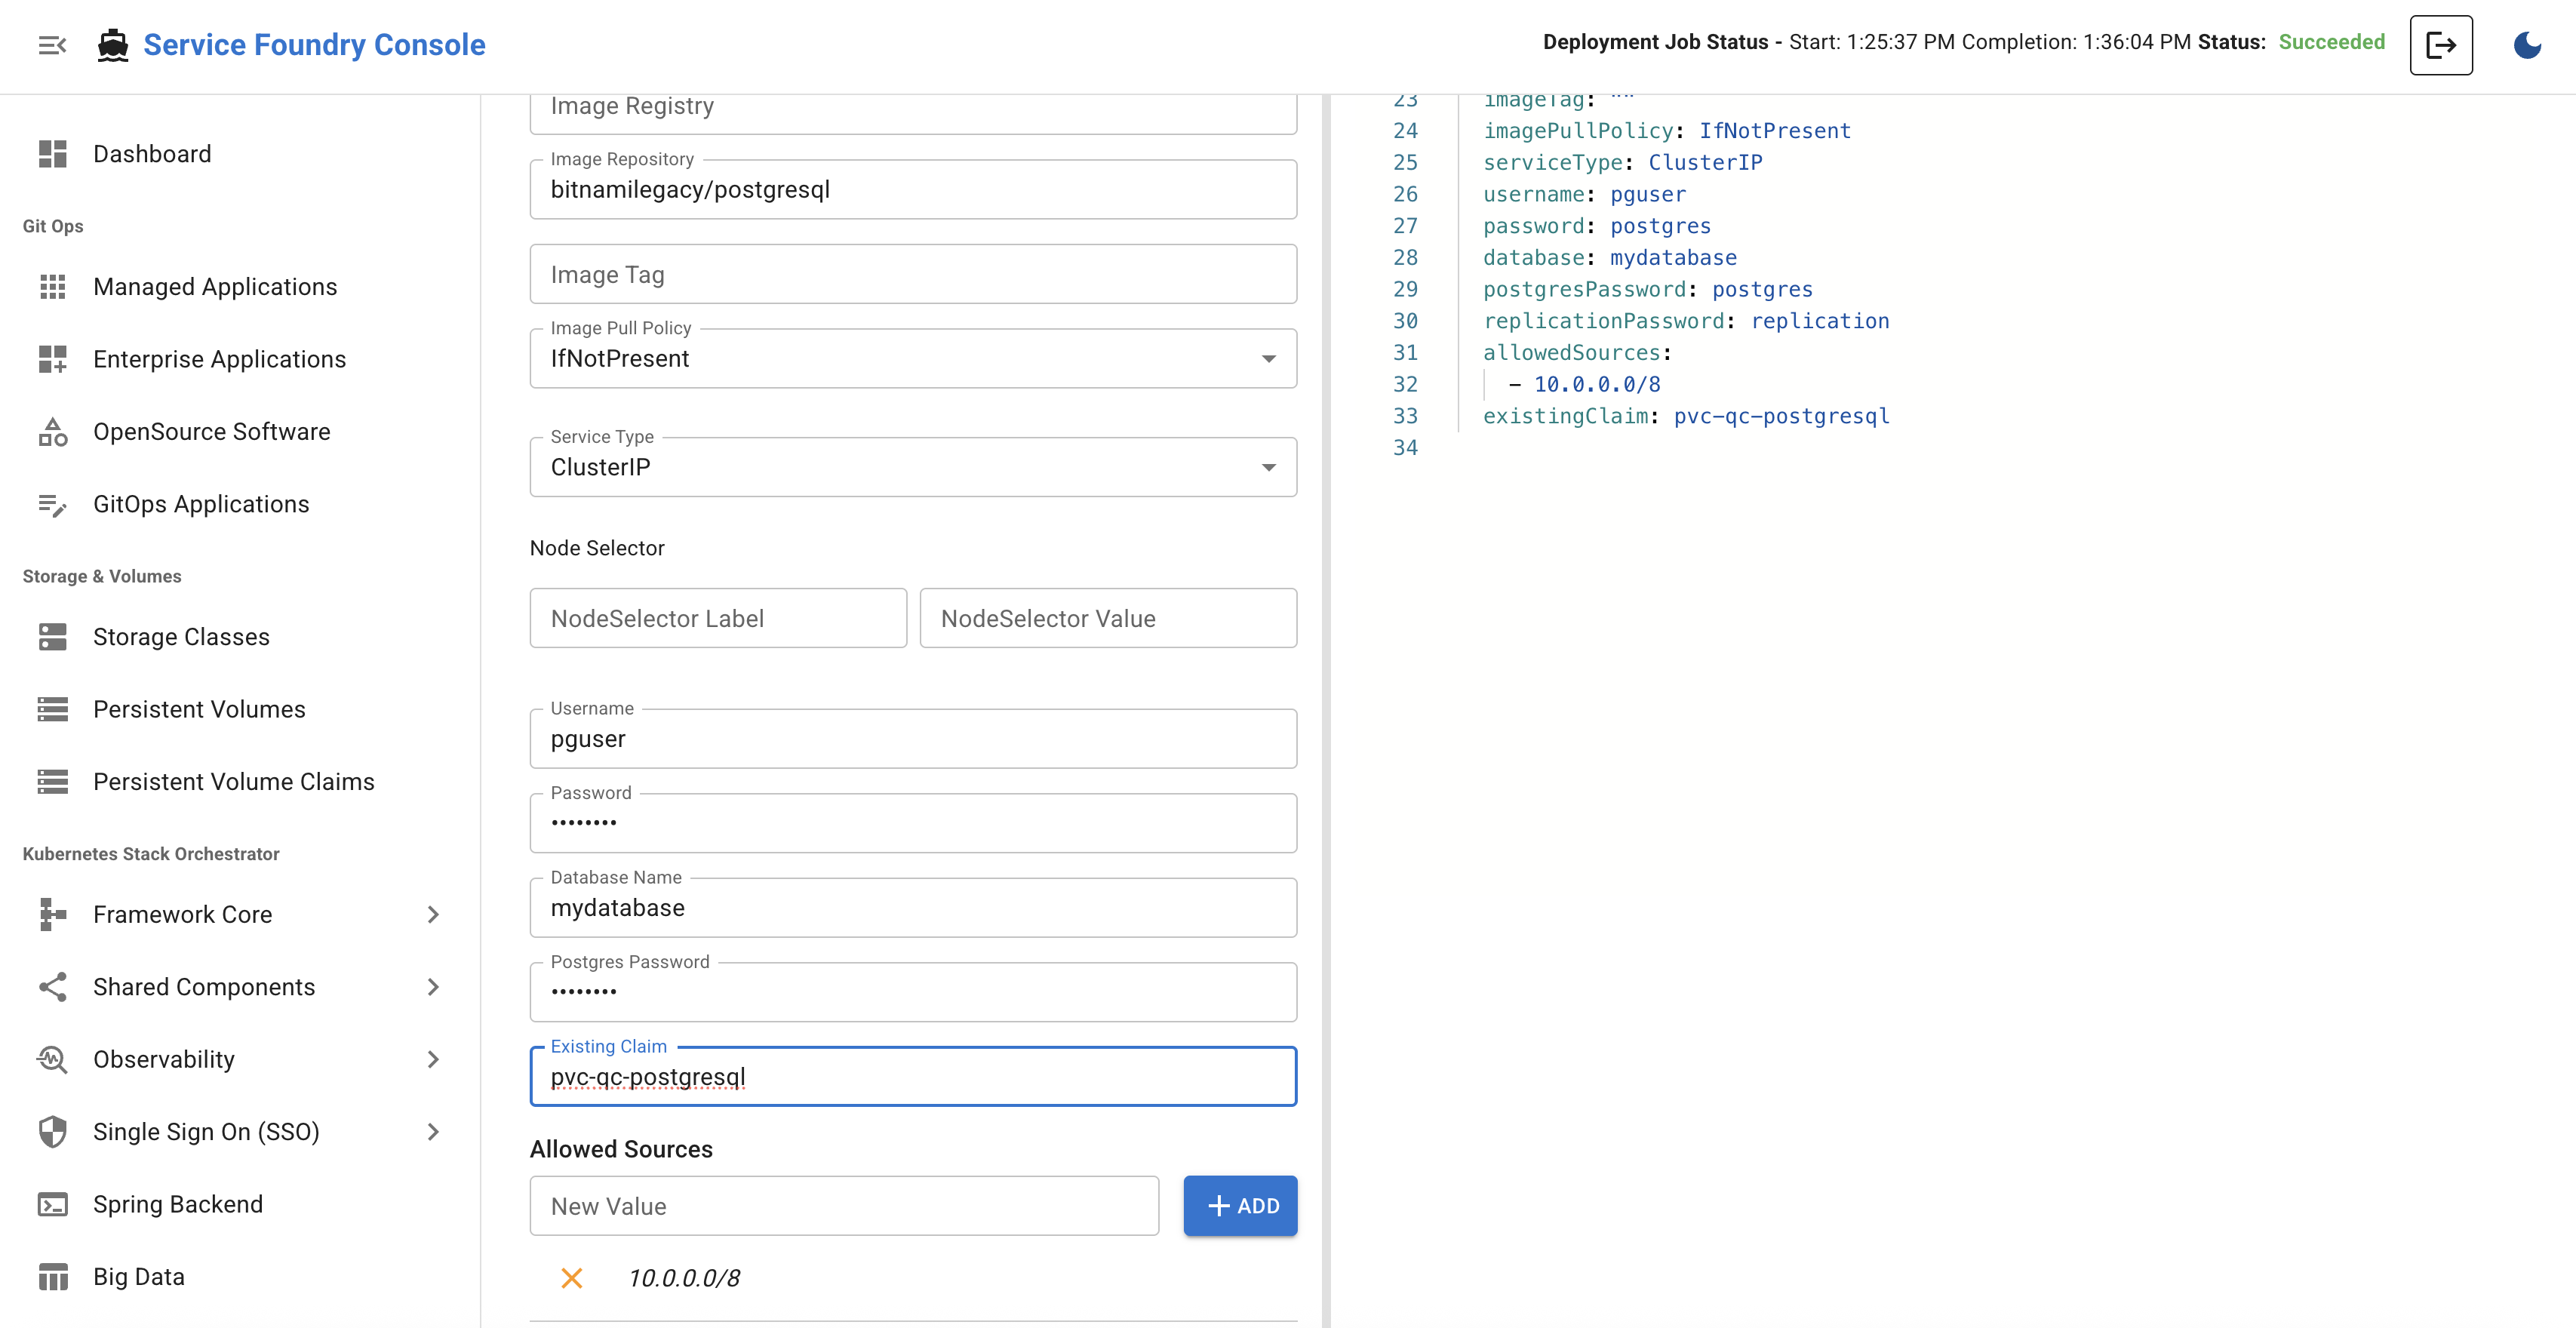 Service Foundry Console
Deployment Job Status - Start: 1:25:37 PM Completion: 1:36:04 PM Status: Succeeded
Dashboard
Git Ops
Managed Applications
Enterprise Applications
OpenSource Software
GitOps Applications
Storage & Volumes
Storage Classes
Persistent Volumes
Persistent Volume Claims
Kubernetes Stack Orchestrator
Framework Core
Shared Components
Observability
Single Sign On (SSO)
Spring Backend
Big Data
Image Registry
Image Repository
bitnamilegacy/postgresql
Image Tag
Image Pull Policy
IfNotPresent
Service Type
ClusterIP
Node Selector
NodeSelector Label
NodeSelector Value
Username
pguser
Password
••••••••
Database Name
mydatabase
Postgres Password
••••••••
Existing Claim
pvc-qc-postgresql
Allowed Sources
New Value
ADD
10.0.0.0/8
23 imageTag: ""
24 imagePullPolicy: IfNotPresent
25 serviceType: ClusterIP
26 username: pguser
27 password: postgres
28 database: mydatabase
29 postgresPassword: postgres
30 replicationPassword: replication
31 allowedSources:
32 - 10.0.0.0/8
33 existingClaim: pvc-qc-postgresql
34